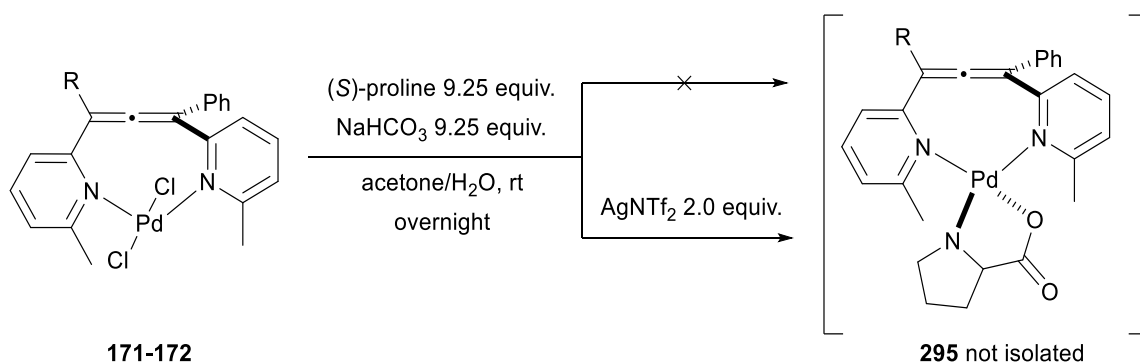 R
Ph
N
N
Cl
Pd
Cl
171-172
(S)-proline 9.25 equiv.
NaHCO3 9.25 equiv.
acetone/H2O, rt
overnight
AgNTf2 2.0 equiv.
R
Ph
N
N
Pd
N
O
O
295 not isolated